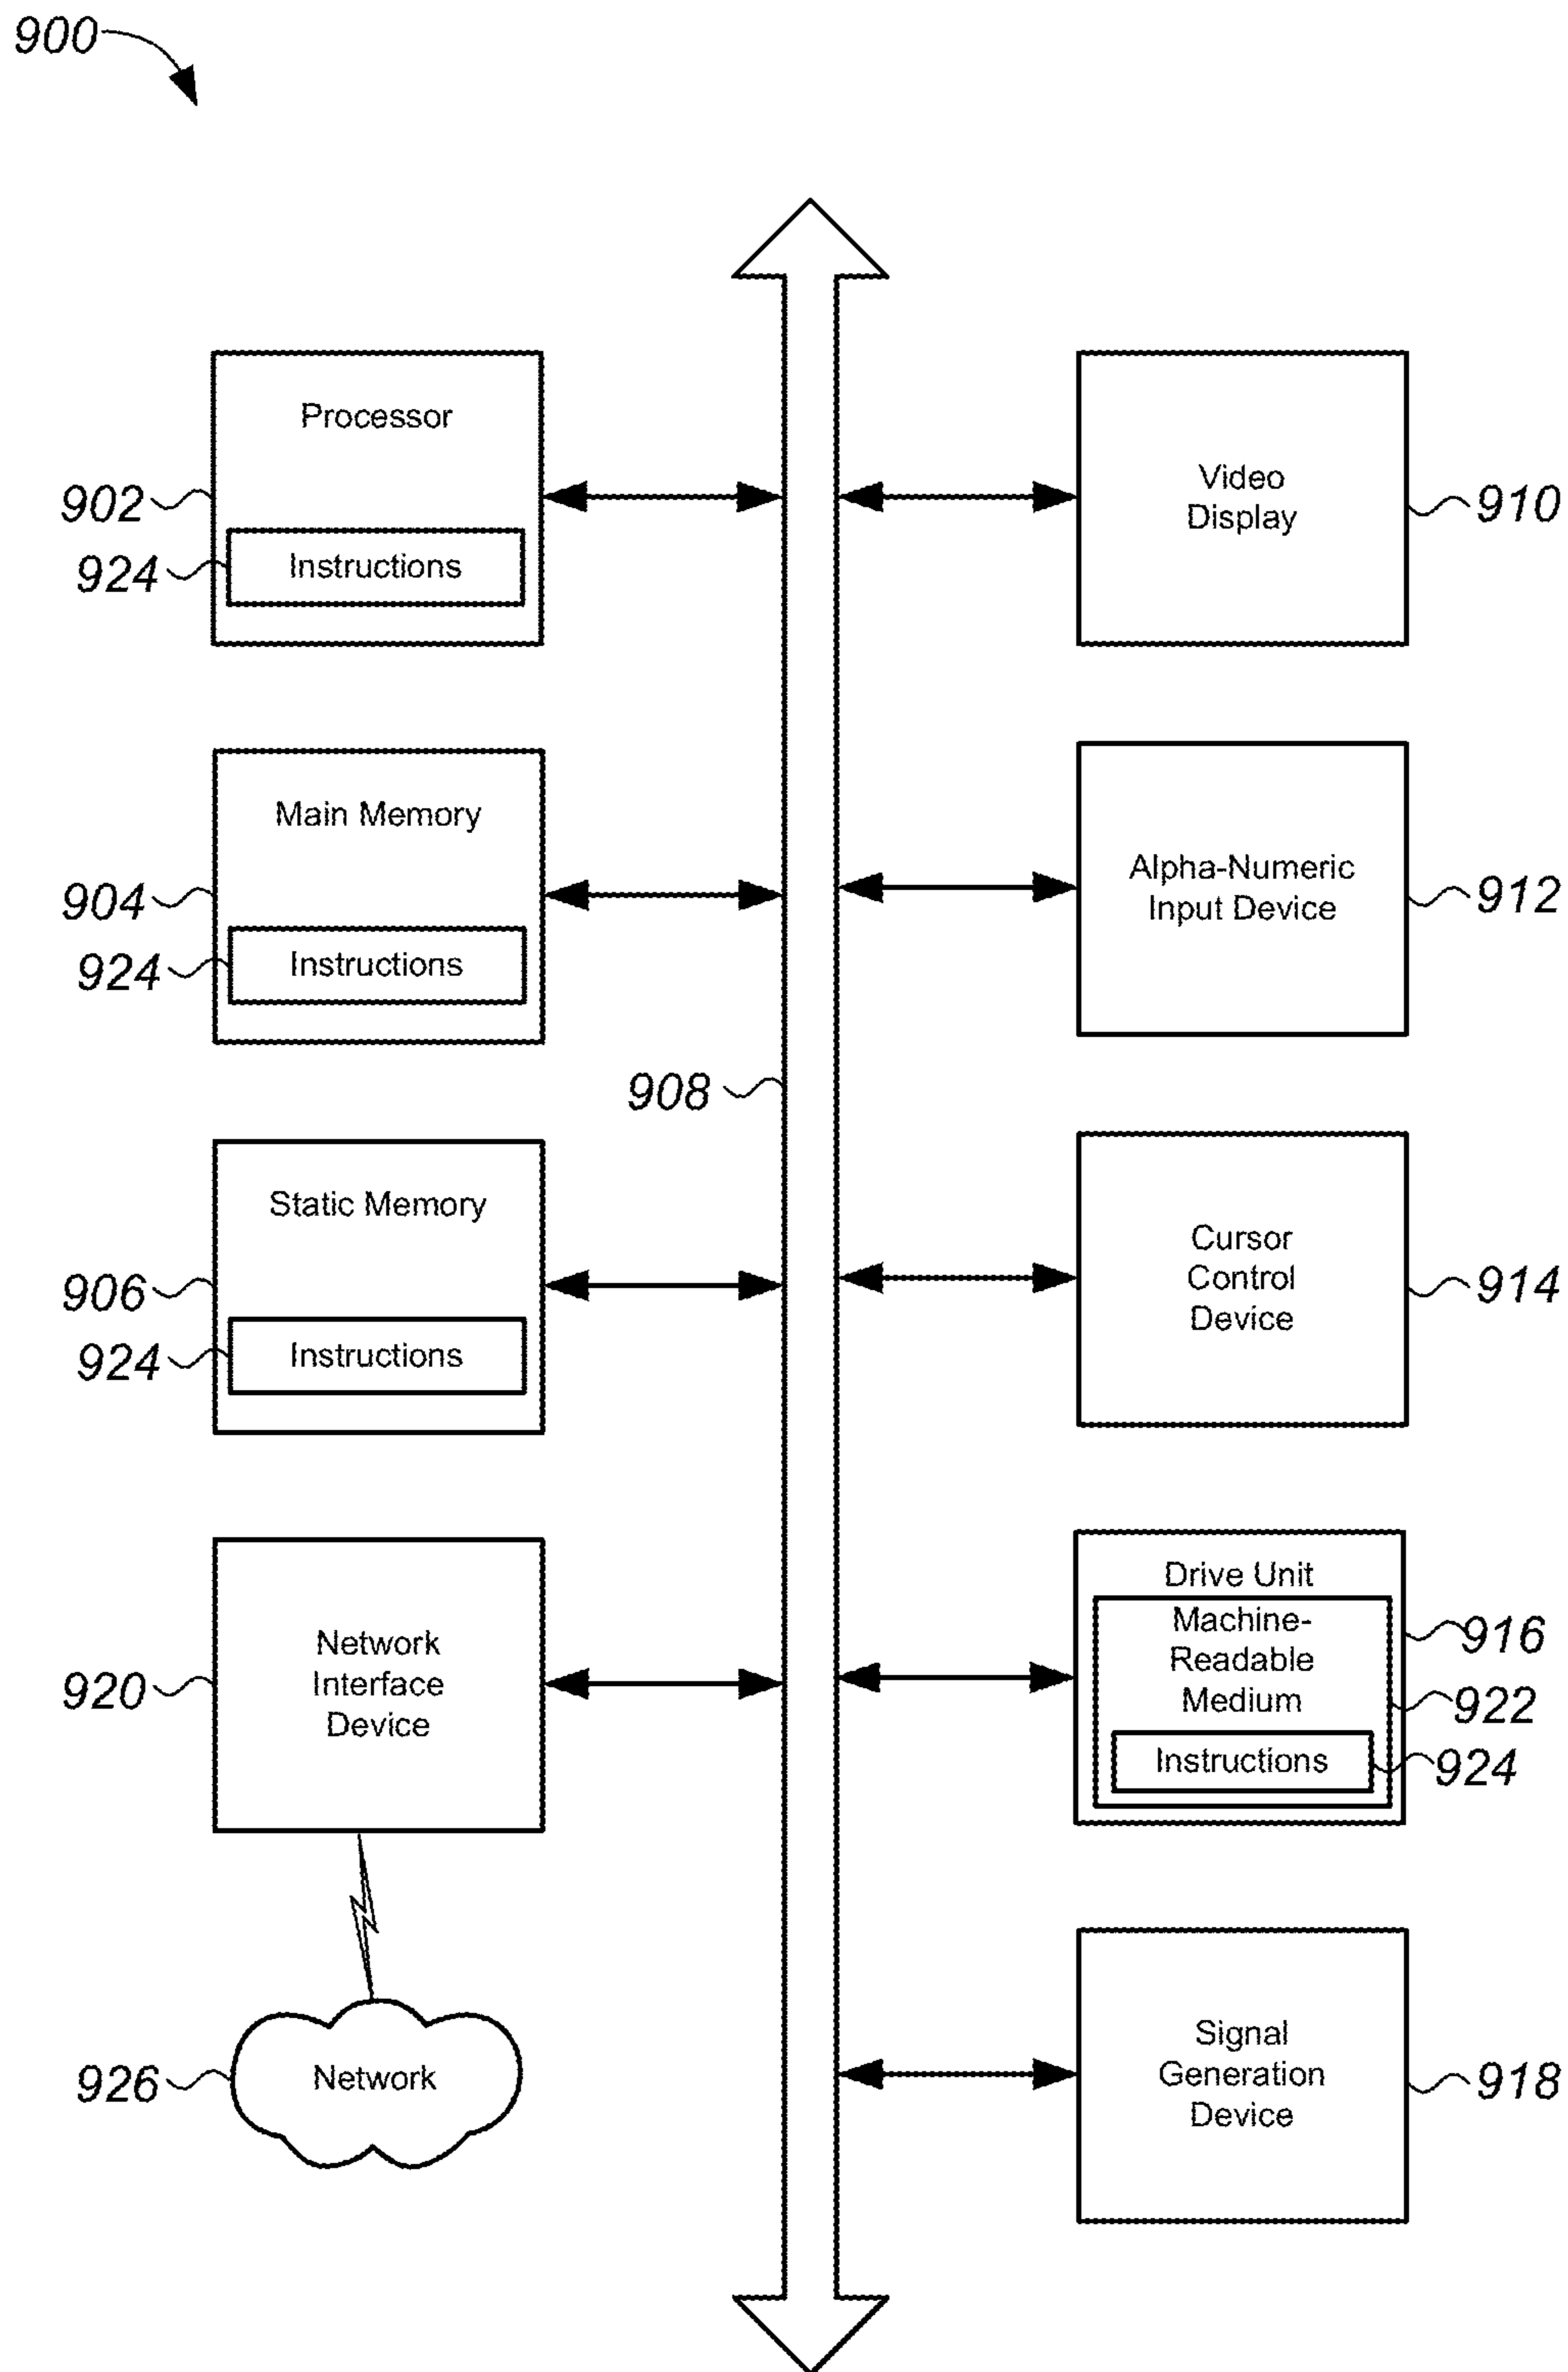 900
Processor
902
924
Instructions
Video
Display
910
Main Memory
904
924
Instructions
Alpha-Numeric
Input Device
912
908
Static Memory
906
924
Instructions
Cursor
Control
Device
914
Network
Interface
Device
920
Drive Unit
Machine-
Readable
Medium
Instructions
916
922
924
Network
926
Signal
Generation
Device
918